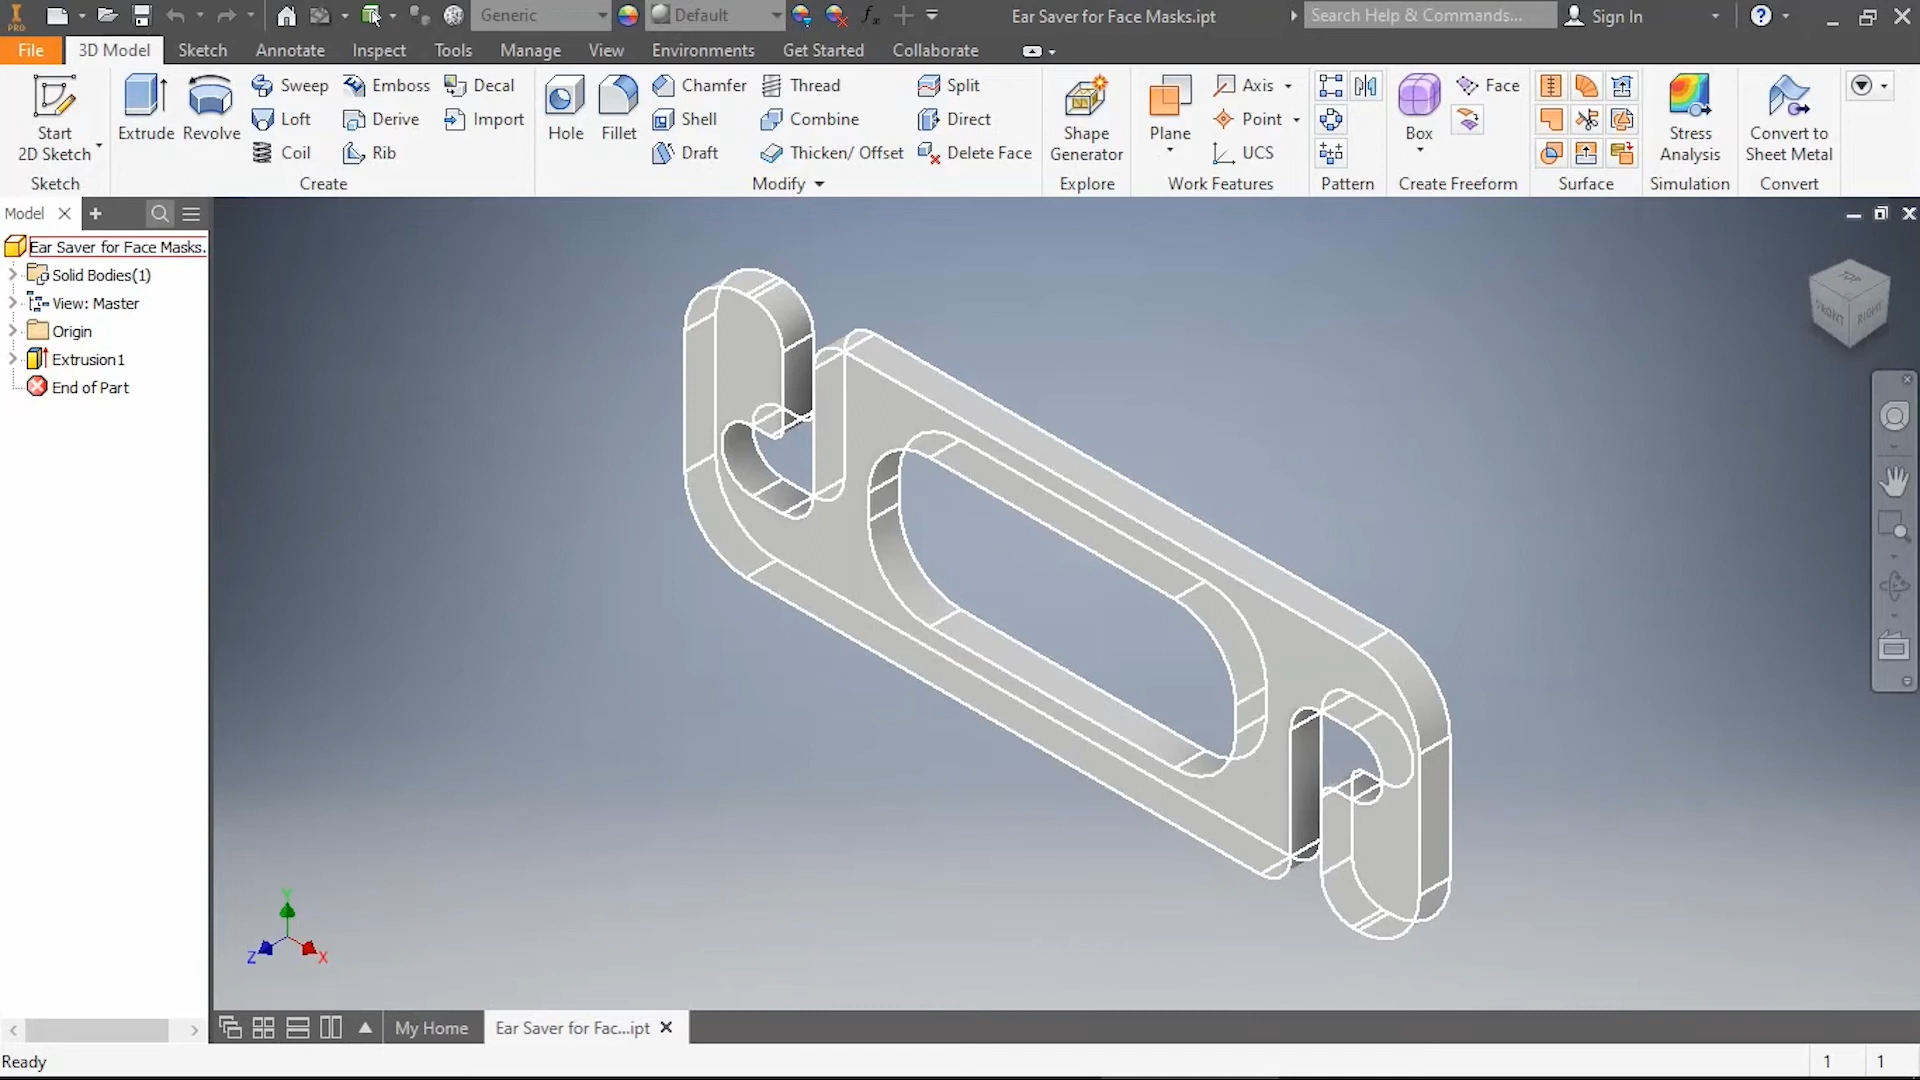 PRO
Generic
Default
fx
Ear Saver for Face Masks.ipt
Search Help & Commands...
Sign In
?
File
3D Model
Sketch
Annotate
Inspect
Tools
Manage
View
Environments
Get Started
Collaborate
Start
2D Sketch
Sketch
Extrude
Revolve
Sweep
Loft
Coil
Emboss
Derive
Rib
Decal
Import
Create
Hole
Fillet
Chamfer
Shell
Draft
Thread
Combine
Thicken/ Offset
Split
Direct
Delete Face
Modify
Shape
Generator
Explore
Plane
Axis
Point
UCS
Work Features
Pattern
Box
Face
Create Freeform
Surface
Stress
Analysis
Simulation
Convert to
Sheet Metal
Convert
Model
Ear Saver for Face Masks.
Solid Bodies(1)
View: Master
Origin
Extrusion1
End of Part
TOP
FRONT
RIGHT
Y
Z
X
My Home
Ear Saver for Fac...ipt
Ready
1
1